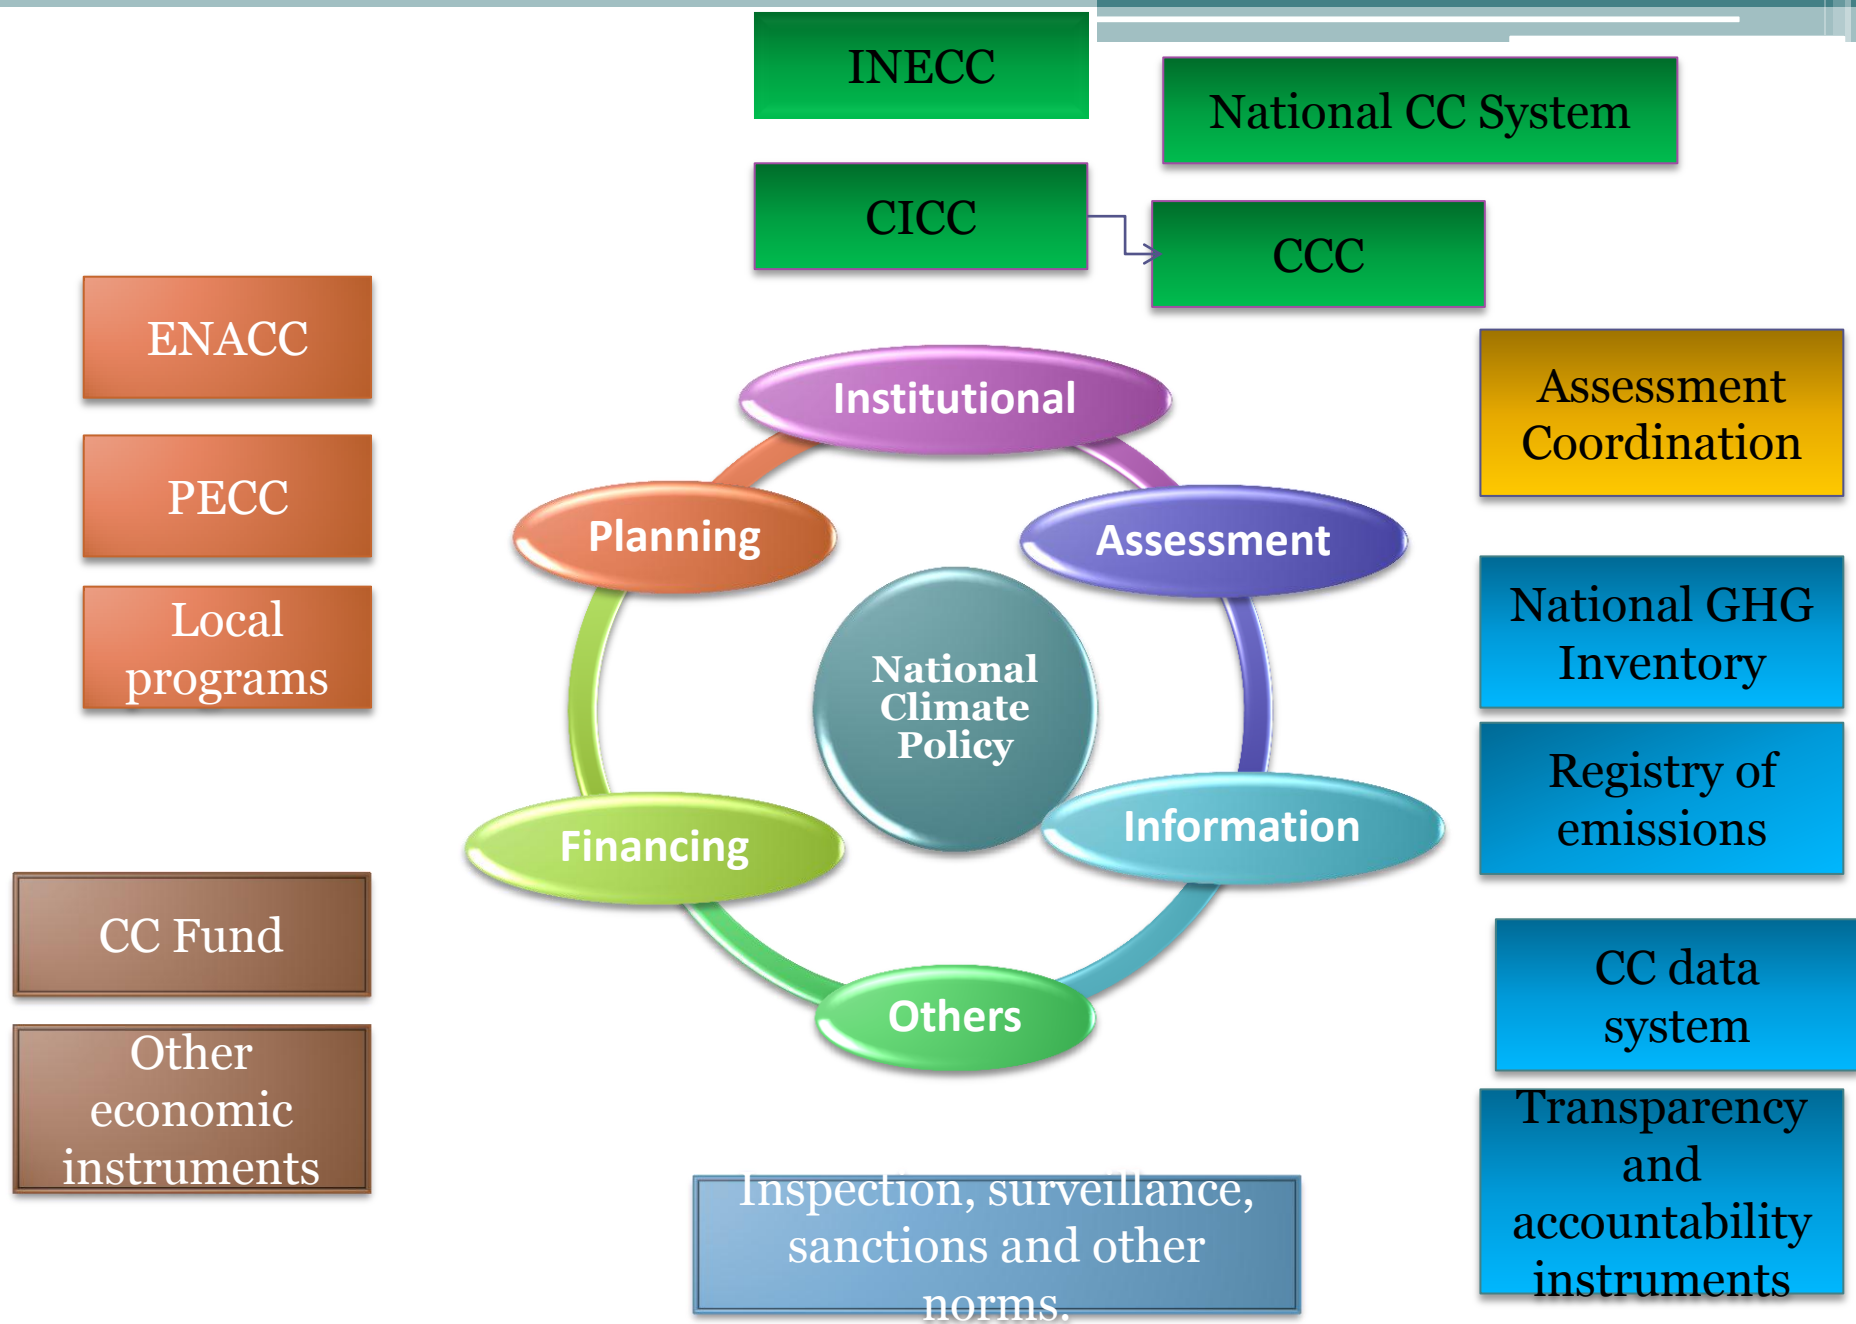 INECC
National CC System
CICC
CCC
ENACC
PECC
Local
programs
Institutional
Planning
Assessment
National
Climate
Policy
Financing
Information
Others
Assessment
Coordination
National GHG
Inventory
Registry of
emissions
CC data
system
Transparency
and
accountability
instruments
CC Fund
Other
economic
instruments
Inspection, surveillance,
sanctions and other
norms.